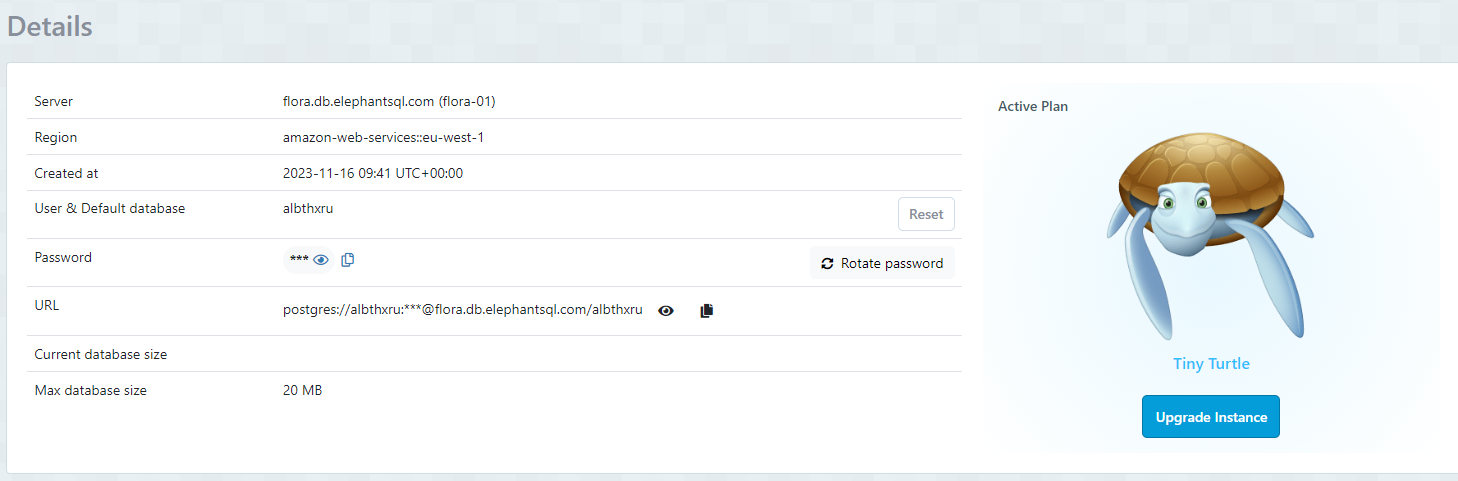 Details
Server flora.db.elephantsql.com (flora-01)
Active Plan
Region amazon-web-services::eu-west-1
Created at 2023-11-16 09:41 UTC+00:00
User & Default database albthxru Reset
Password *** Rotate password
URL postgres://albthxru:***@flora.db.elephantsql.com/albthxru
Current database size
Tiny Turtle
Max database size 20 MB
Upgrade Instance